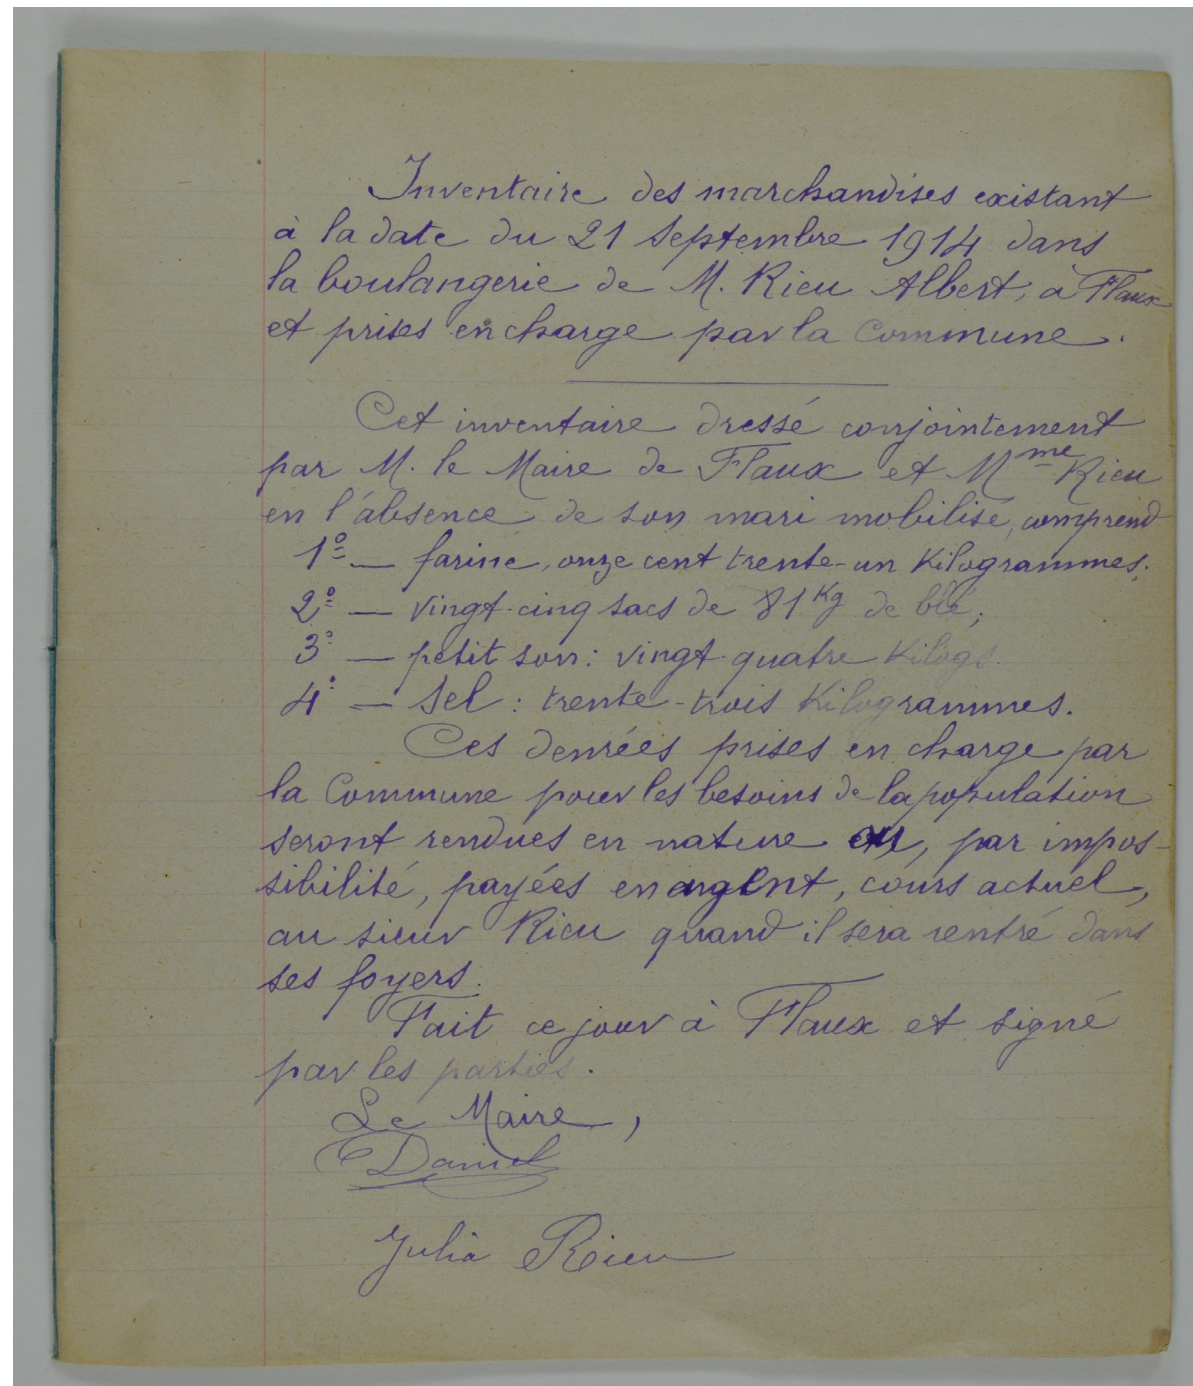 Inventaire des marchandises existant
à la date du 21 Septembre 1914 dans
la boulangerie de M. Rieu Albert, à Flaux
et prises en charge par la Commune.
Cet inventaire dressé conjointement
par M. le Maire de Flaux et Mme Rieu
en l'absence de son mari mobilisé, comprend
1º — farine, onze cent trente-un Kilogrammes;
2º — vingt-cinq sacs de 81 Kg de blé;
3º — petit son: vingt-quatre Kilogs.
4º — Sel: trente-trois Kilogrammes.
Ces denrées prises en charge par
la Commune pour les besoins de la population
seront rendues en nature ou, par impos-
sibilité, payées en argent, cours actuel,
au sieur Rieu quand il sera rentré dans
ses foyers.
Fait ce jour à Flaux et signé
par les parties.
Le Maire,
Daniel
Julia Rieu